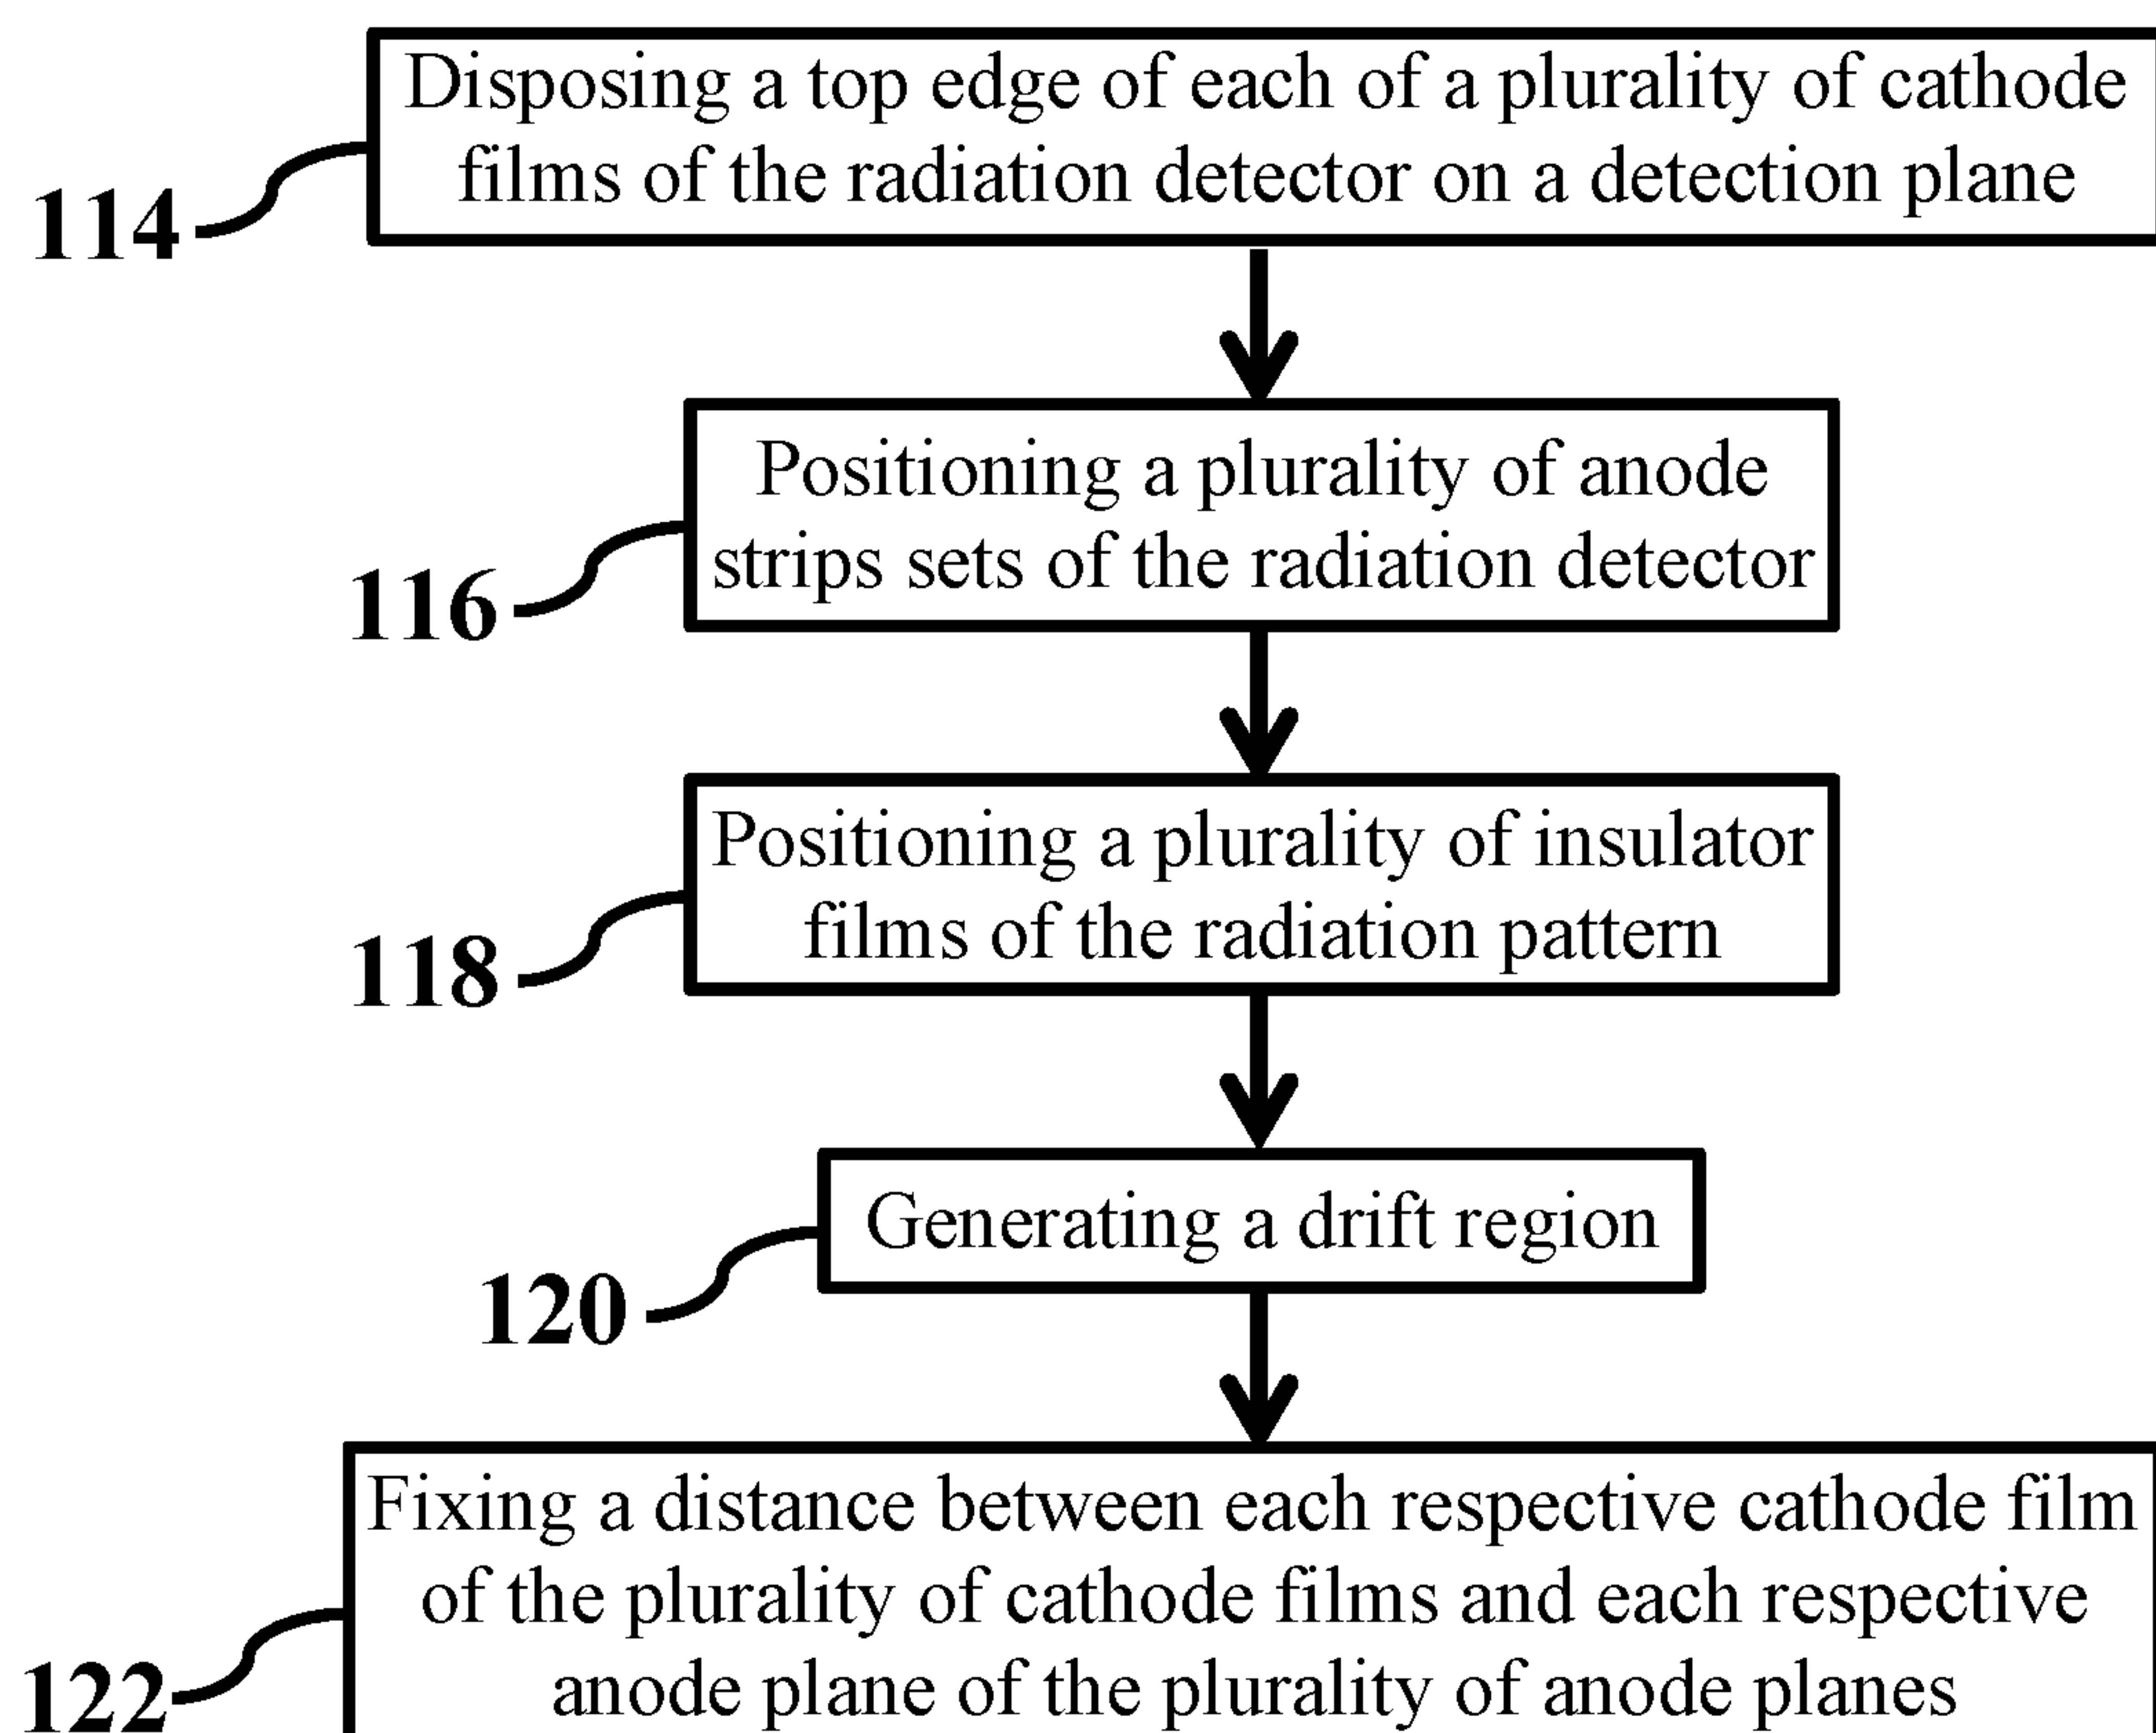 Disposing a top edge of each of a plurality of cathode
films of the radiation detector on a detection plane
114
Positioning a plurality of anode
strips sets of the radiation detector
116
Positioning a plurality of insulator
films of the radiation pattern
118
Generating a drift region
120
Fixing a distance between each respective cathode film
of the plurality of cathode films and each respective
anode plane of the plurality of anode planes
122